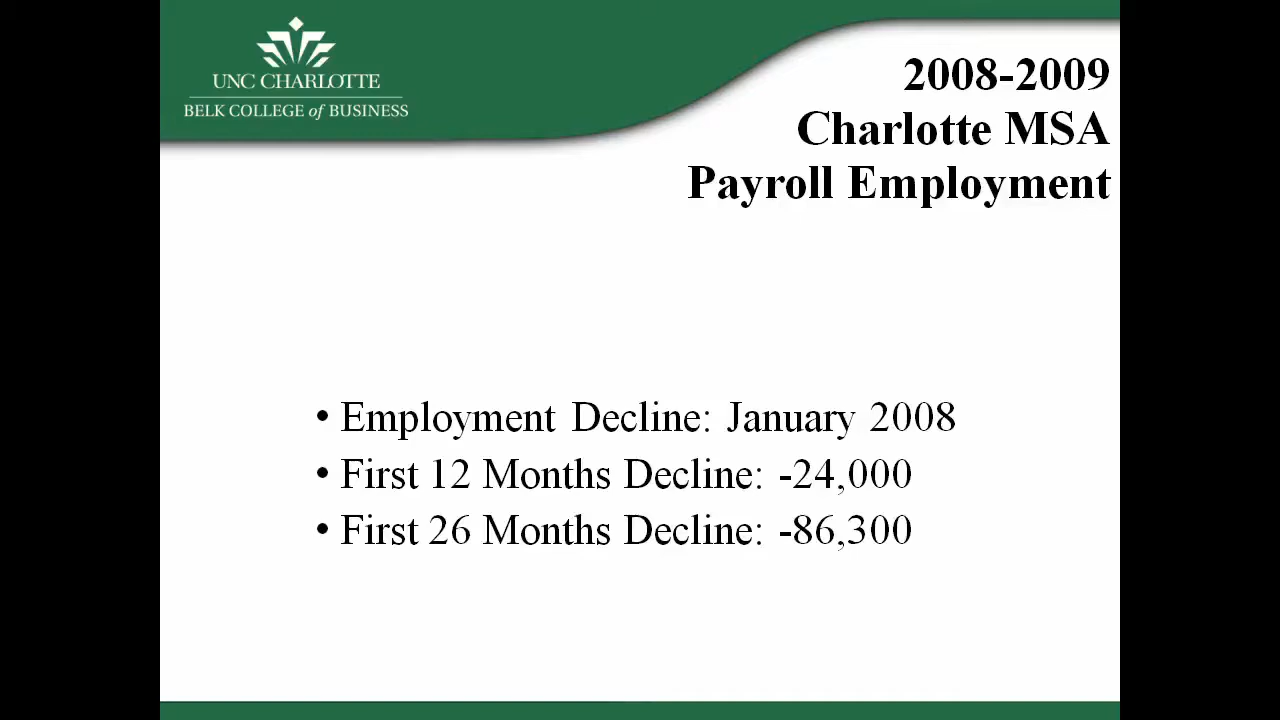 UNC CHARLOTTE
BELK COLLEGE of BUSINESS
2008-2009
Charlotte MSA
Payroll Employment
• Employment Decline: January 2008
• First 12 Months Decline: -24,000
• First 26 Months Decline: -86,300